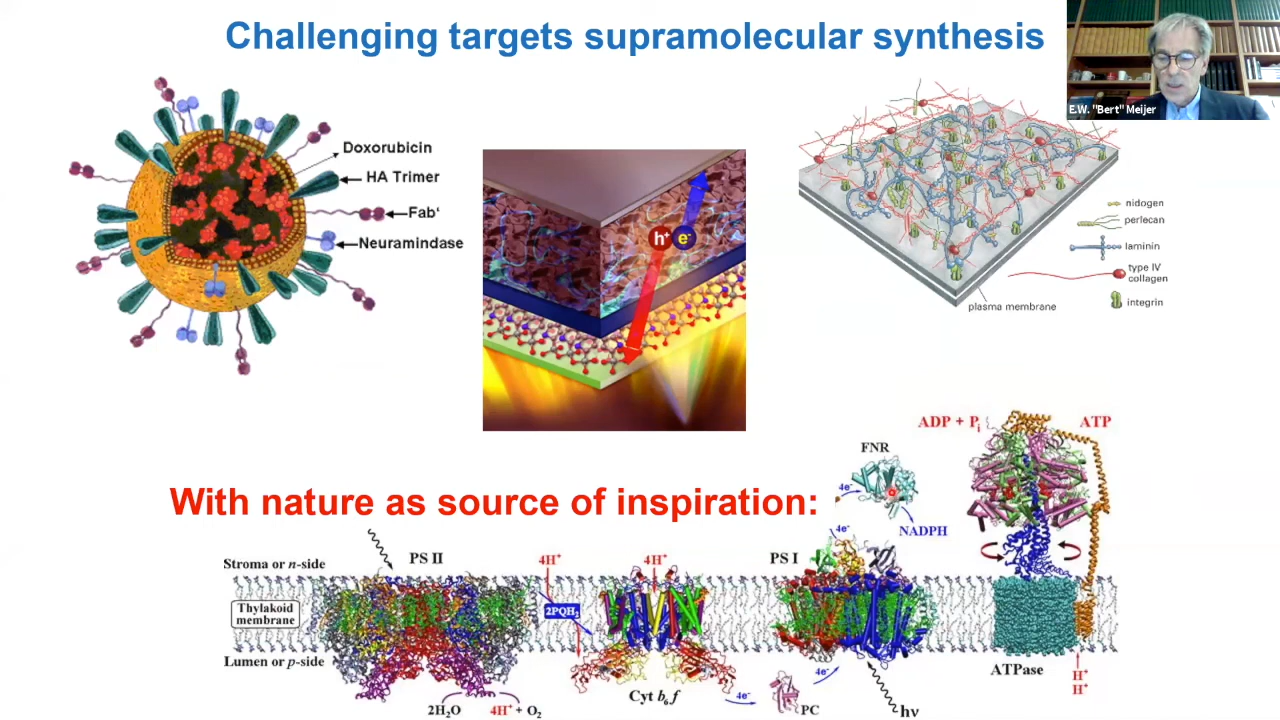 Challenging targets supramolecular synthesis
E.W. "Bert" Meijer
Doxorubicin
HA Trimer
Fab‘
Neuramindase
h⁺ e⁻
nidogen
perlecan
laminin
type IV
collagen
integrin
plasma membrane
With nature as source of inspiration:
ADP + Pi
ATP
FNR
4e⁻
NADPH
4e⁻
Stroma or n-side
PS II
4H⁺
4H⁺
PS I
Thylakoid
membrane
2PQH₂
Lumen or p-side
ATPase
Cyt b₆f
4e⁻
4e⁻
PC
2H₂O
4H⁺ + O₂
hν
H⁺
H⁺